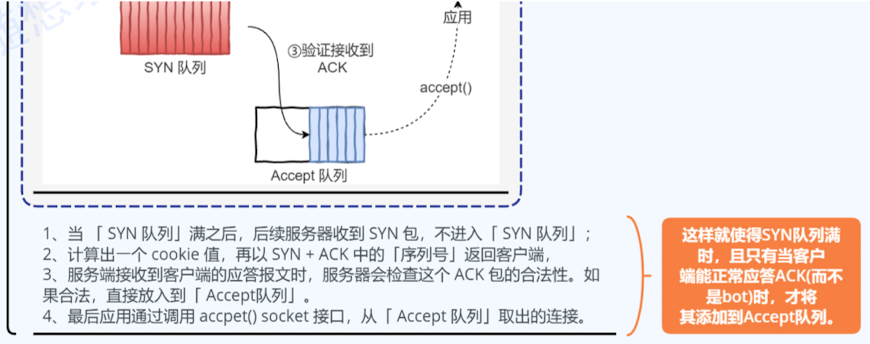 应用
SYN 队列
③验证接收到
ACK
accept()
Accept 队列
1、当 「 SYN 队列」满之后，后续服务器收到 SYN 包，不进入「 SYN 队列」；
2、计算出一个 cookie 值，再以 SYN + ACK 中的「序列号」返回客户端，
3、服务端接收到客户端的应答报文时，服务器会检查这个 ACK 包的合法性。如
果合法，直接放入到「 Accept队列」。
4、最后应用通过调用 accpet() socket 接口，从「 Accept 队列」取出的连接。
这样就使得SYN队列满
时，且只有当客户
端能正常应答ACK(而不
是bot)时，才将
其添加到Accept队列。